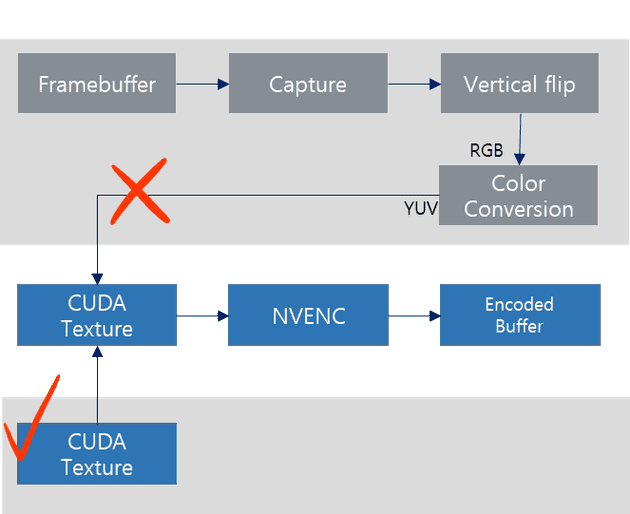 Framebuffer
Capture
Vertical flip
RGB
Color
Conversion
YUV
CUDA
Texture
NVENC
Encoded
Buffer
CUDA
Texture